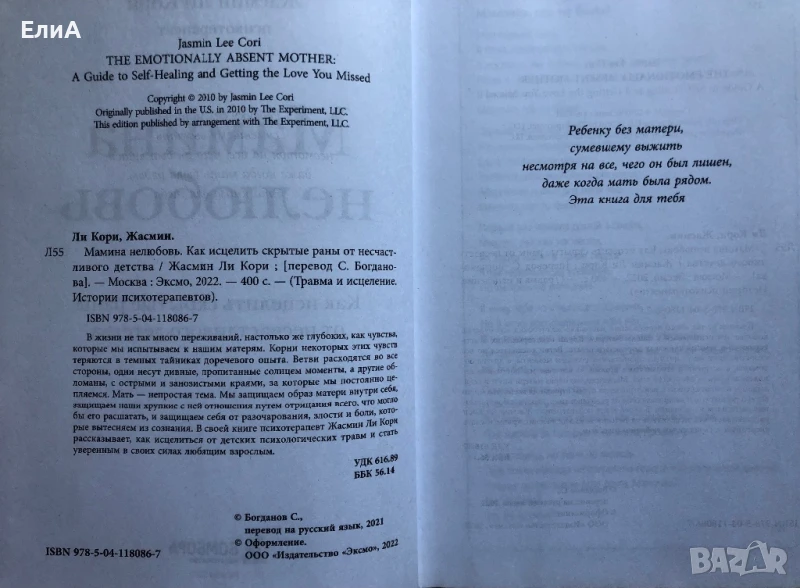 ЕлиА
Jasmin Lee Cori
THE EMOTIONALLY ABSENT MOTHER:
A Guide to Self-Healing and Getting the Love You Missed
Copyright © 2010 by Jasmin Lee Cori
Originally published in the U.S. in 2010 by The Experiment, LLC.
This edition published by arrangement with The Experiment, LLC.
Ли Кори, Жасмин.
Л55 Мамина нелюбовь. Как исцелить скрытые раны от несчаст-
ливого детства / Жасмин Ли Кори ; [перевод С. Богдано-
ва]. — Москва : Эксмо, 2022. — 400 с. — (Травма и исцеление.
Истории психотерапевтов).
ISBN 978-5-04-118086-7
В жизни не так много переживаний, настолько же глубоких, как чувства,
которые мы испытываем к нашим матерям. Корни некоторых этих чувств
теряются в темных тайниках доречевого опыта. Ветви расходятся во все
стороны, одни несут дивные, пропитанные солнцем моменты, а другие об-
ломаны, с острыми и занозистыми краями, за которые мы постоянно це-
пляемся. Мать — непростая тема. Мы защищаем образ матери внутри себя,
защищаем наши хрупкие с ней отношения путем отрицания всего, что могло
бы его расшатать, и защищаем себя от разочарования, злости и боли, кото-
рые вытесняем из сознания. В своей книге психотерапевт Жасмин Ли Кори
рассказывает, как исцелиться от детских психологических травм и стать
уверенным в своих силах любящим взрослым.
УДК 616.89
ББК 56.14
© Богданов С.,
перевод на русский язык, 2021
© Оформление.
ООО «Издательство «Эксмо», 2022
ISBN 978-5-04-118086-7
Ребенку без матери,
сумевшему выжить
несмотря на все, чего он был лишен,
даже когда мать была рядом.
Эта книга для тебя
BAZAR